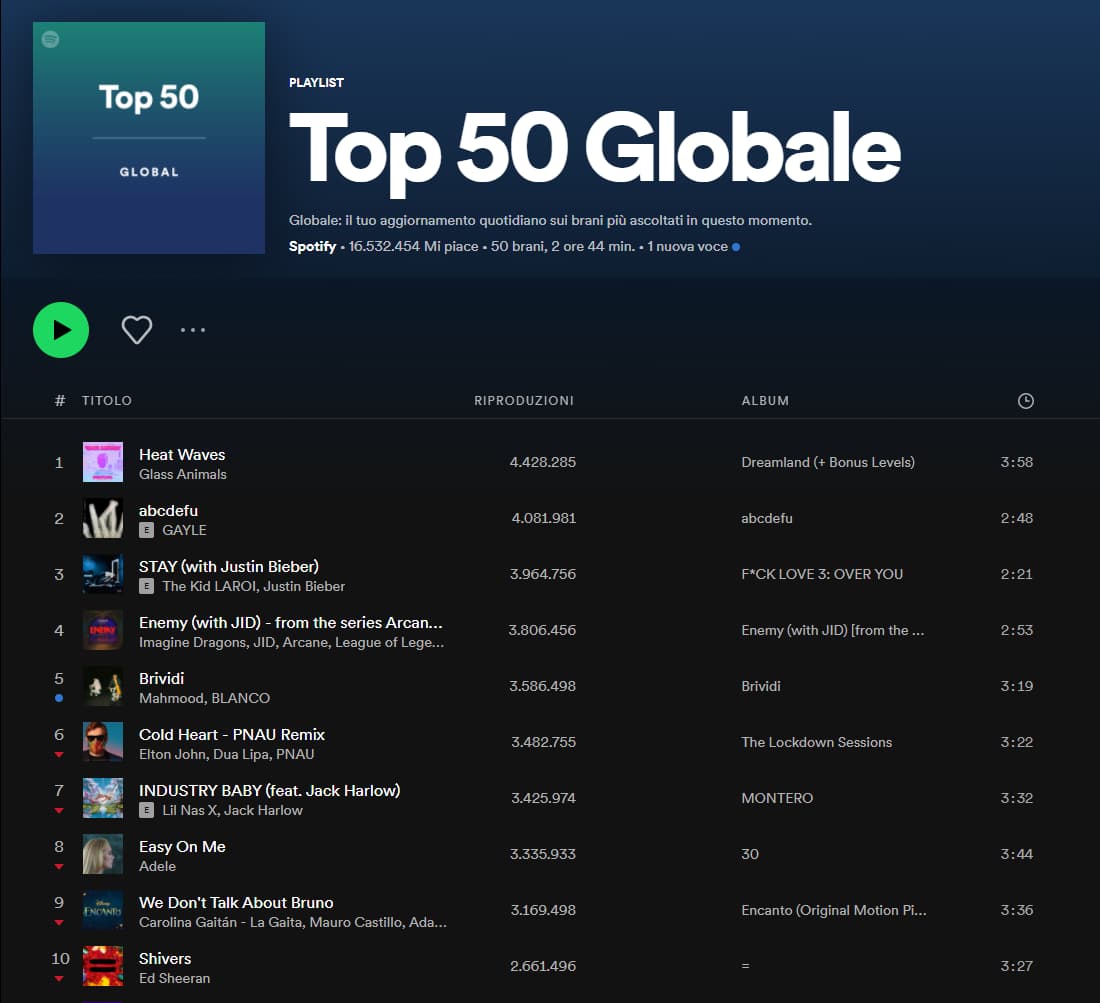 Top 50
GLOBAL
PLAYLIST
Top 50 Globale
Globale: il tuo aggiornamento quotidiano sui brani più ascoltati in questo momento.
Spotify • 16.532.454 Mi piace • 50 brani, 2 ore 44 min. • 1 nuova voce
# TITOLO RIPRODUZIONI ALBUM
1 Heat Waves 4.428.285 Dreamland (+ Bonus Levels) 3:58
Glass Animals
2 abcdefu 4.081.981 abcdefu 2:48
E GAYLE
3 STAY (with Justin Bieber) 3.964.756 F*CK LOVE 3: OVER YOU 2:21
E The Kid LAROI, Justin Bieber
4 Enemy (with JID) - from the series Arcan... 3.806.456 Enemy (with JID) [from the ... 2:53
ENEMY
Imagine Dragons, JID, Arcane, League of Lege...
5 Brividi 3.586.498 Brividi 3:19
Mahmood, BLANCO
6 Cold Heart - PNAU Remix 3.482.755 The Lockdown Sessions 3:22
Elton John, Dua Lipa, PNAU
7 INDUSTRY BABY (feat. Jack Harlow) 3.425.974 MONTERO 3:32
E Lil Nas X, Jack Harlow
8 Easy On Me 3.335.933 30 3:44
Adele
9 We Don't Talk About Bruno 3.169.498 Encanto (Original Motion Pi... 3:36
Disney
ENCANTO
Carolina Gaitán - La Gaita, Mauro Castillo, Ada...
10 Shivers 2.661.496 = 3:27
Ed Sheeran